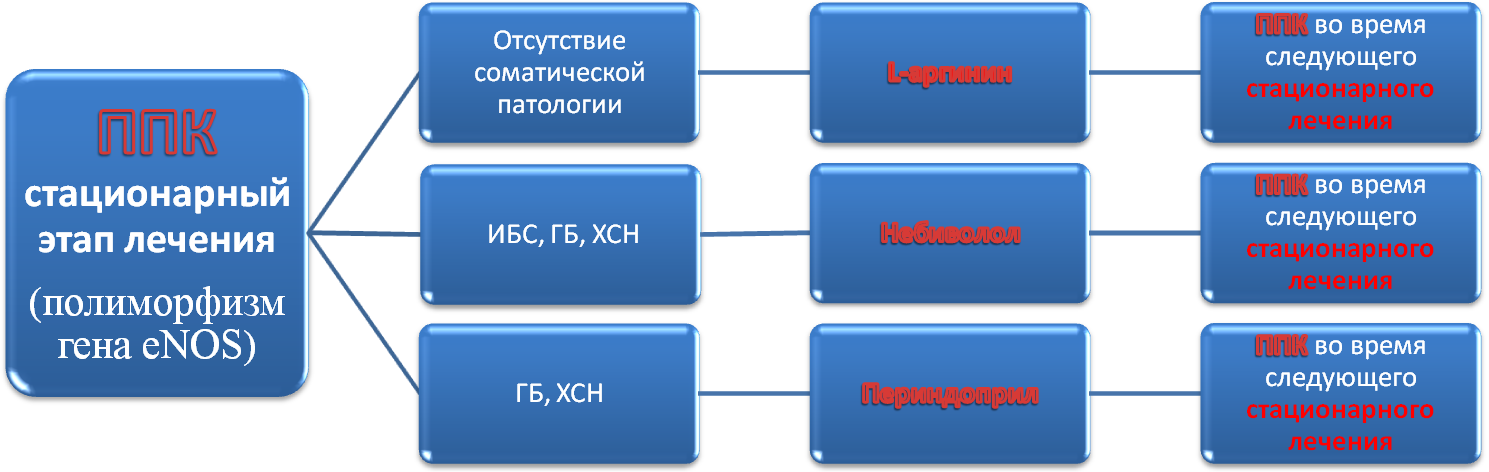 ППК
стационарный
этап лечения
(полиморфизм
гена eNOS)
Отсутствие
соматической
патологии
L-аргинин
ППК во время
следующего
стационарного
лечения
ИБС, ГБ, ХСН
Небиволол
ППК во время
следующего
стационарного
лечения
ГБ, ХСН
Периндоприл
ППК во время
следующего
стационарного
лечения